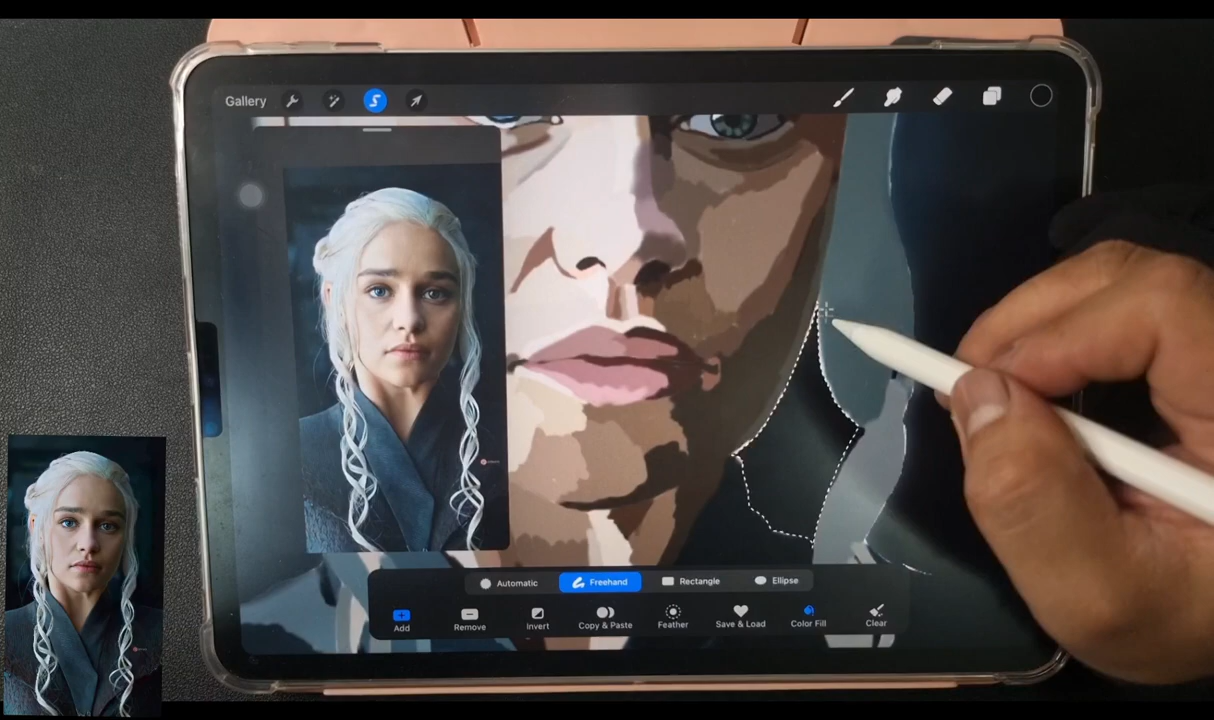 Gallery
Automatic Freehand Rectangle Ellipse
Add Remove Invert Copy & Paste Feather Save & Load Color Fill Clear